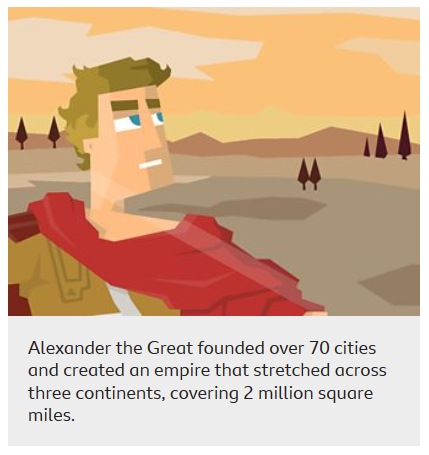 Alexander the Great founded over 70 cities
and created an empire that stretched across
three continents, covering 2 million square
miles.